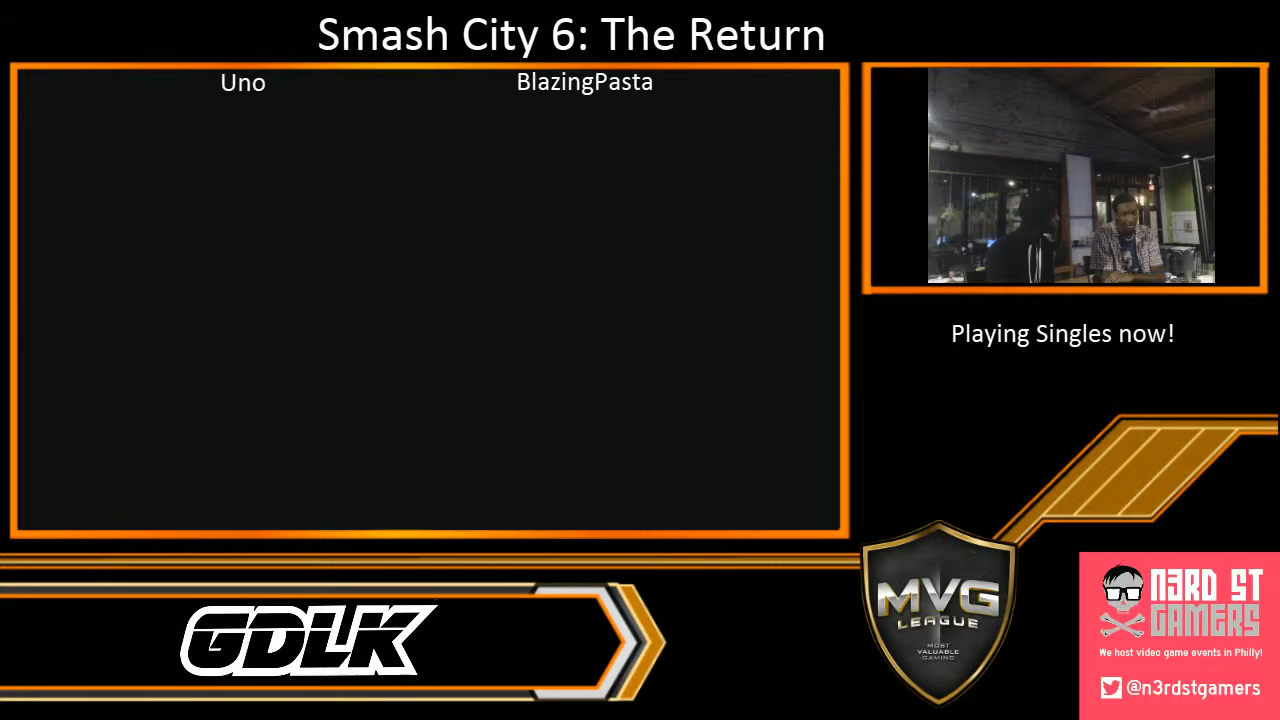 Smash City 6: The Return
Uno
BlazingPasta
Playing Singles now!
GDLK
MVG
LEAGUE
MOST
VALUABLE
GAMING
N3RD ST
GAMERS
We host video game events in Philly!
@n3rdstgamers